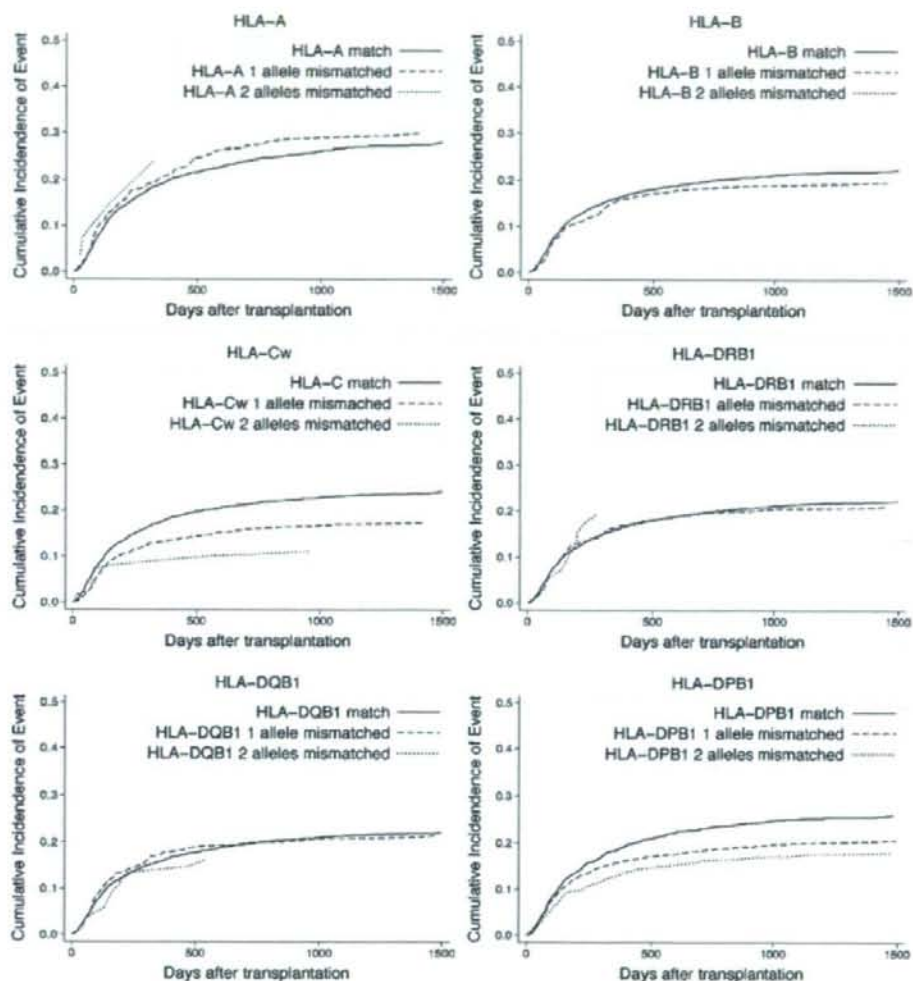 HLA-A
0.5
0.4
0.3
0.2
0.1
0.0
Cumulative Incidence of Event
HLA-A match
HLA-A 1 allele mismatched
HLA-A 2 alleles mismatched
0 500 1000 1500
Days after transplantation
HLA-B
0.5
0.4
0.3
0.2
0.1
0.0
Cumulative Incidence of Event
HLA-B match
HLA-B 1 allele mismatched
HLA-B 2 alleles mismatched
0 500 1000 1500
Days after transplantation
HLA-Cw
0.5
0.4
0.3
0.2
0.1
0.0
Cumulative Incidence of Event
HLA-C match
HLA-Cw 1 allele mismached
HLA-Cw 2 alleles mismatched
0 500 1000 1500
Days after transplantation
HLA-DRB1
0.5
0.4
0.3
0.2
0.1
0.0
Cumulative Incidence of Event
HLA-DRB1 match
HLA-DRB1 allele mismatched
HLA-DRB1 2 alleles mismatched
0 500 1000 1500
Days after transplantation
HLA-DQB1
0.5
0.4
0.3
0.2
0.1
0.0
Cumulative Incidence of Event
HLA-DQB1 match
HLA-DQB1 1 allele mismatched
HLA-DQB1 2 alleles mismatched
0 500 1000 1500
Days after transplantation
HLA-DPB1
0.5
0.4
0.3
0.2
0.1
0.0
Cumulative Incidence of Event
HLA-DPB1 match
HLA-DPB1 1 allele mismatched
HLA-DPB1 2 alleles mismatched
0 500 1000 1500
Days after transplantation